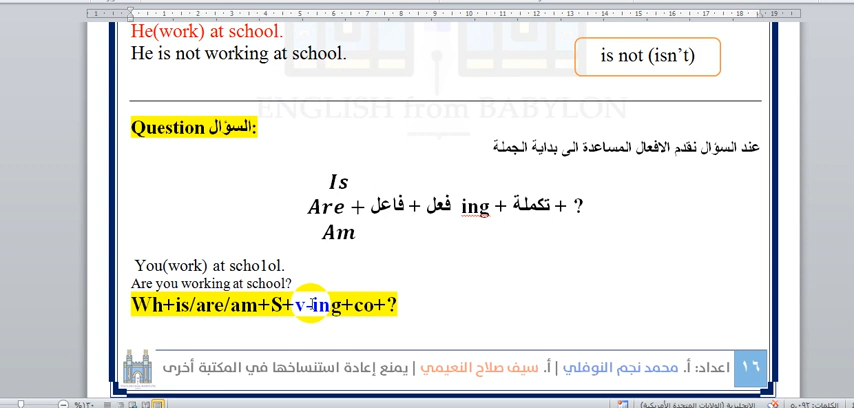 He(work) at school.
He is not working at school.
is not (isn't)
ENGLISH from BABYLON
Question السؤال:
عند السؤال نقدم الافعال المساعدة الى بداية الجملة
Is
Are + فاعل + فعل ing + تكملة + ?
Am
You(work) at scho1ol.
Are you working at school?
Wh+is/are/am+S+v-ing+co+?
١٦ | اعداد: أ. محمد نجم النوفلي | أ. سيف صلاح النعيمي | يمنع إعادة استنساخها في المكتبة أخرى